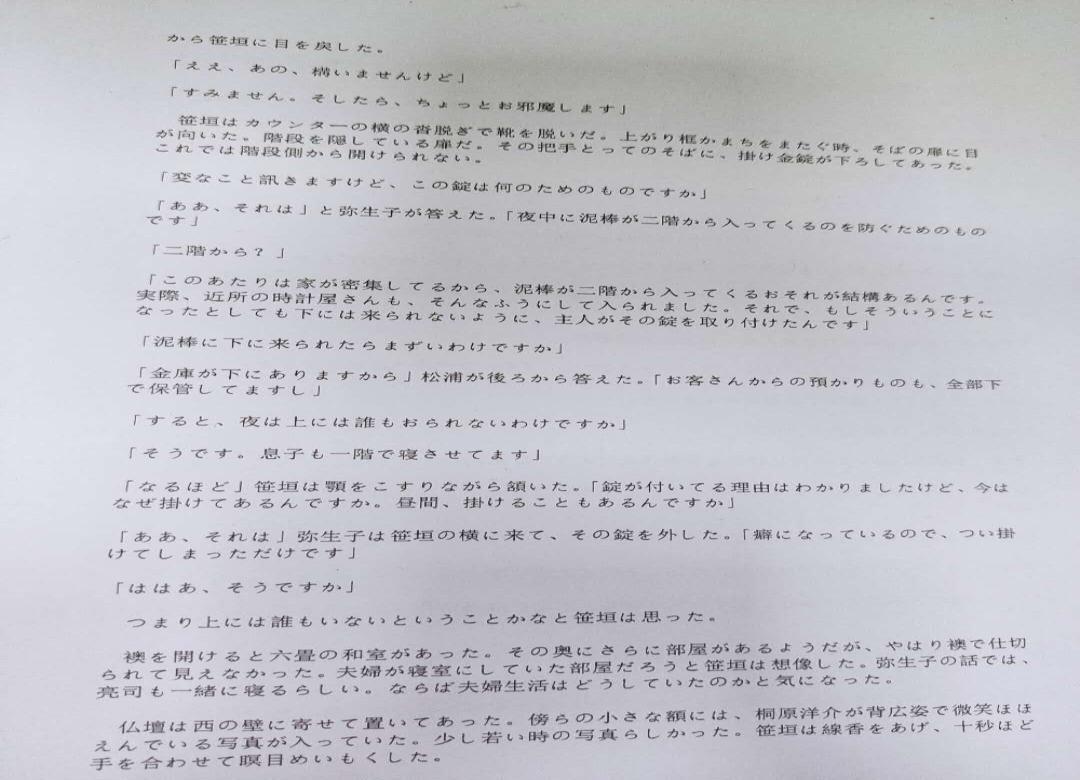 から笹垣に目を戻した。
「ええ、あの、構いませんけど」
「すみません。そしたら、ちょっとお邪魔します」
笹垣はカウンターの横の沓脱ぎで靴を脱いだ。上がり框かまちをまたぐ時、そばの扉に目
が向いた。階段を隠している扉だ。その把手とってのそばに、掛け金錠が下ろしてあった。
これでは階段側から開けられない。
「変なこと訊きますけど、この錠は何のためのものですか」
「ああ、それは」と弥生子が答えた。「夜中に泥棒が二階から入ってくるのを防ぐためのもの
です」
「二階から?」
「このあたりは家が密集してるから、泥棒が二階から入ってくるおそれが結構あるんです。
実際、近所の時計屋さんも、そんなふうにして入られました。それで、もしそういうことに
なったとしても下には来られないように、主人がその錠を取り付けたんです」
「泥棒に下に来られたらまずいわけですか」
「金庫が下にありますから」松浦が後ろから答えた。「お客さんからの預かりものも、全部下
で保管してますし」
「すると、夜は上には誰もおられないわけですか」
「そうです。息子も一階で寝させてます」
「なるほど」笹垣は顎をこすりながら頷いた。「錠が付いてる理由はわかりましたけど、今は
なぜ掛けてあるんですか。昼間、掛けることもあるんですか」
「ああ、それは」弥生子は笹垣の横に来て、その錠を外した。「癖になっているので、つい掛
けてしまっただけです」
「ははあ、そうですか」
つまり上には誰もいないということかなと笹垣は思った。
襖を開けると六畳の和室があった。その奥にさらに部屋があるようだが、やはり襖で仕切
られて見えなかった。夫婦が寝室にしていた部屋だろうと笹垣は想像した。弥生子の話では、
亮司も一緒に寝るらしい。ならば夫婦生活はどうしていたのかと気になった。
仏壇は西の壁に寄せて置いてあった。傍らの小さな額には、桐原洋介が背広姿で微笑ほほ
えんでいる写真が入っていた。少し若い時の写真らしかった。笹垣は線香をあげ、十秒ほど
手を合わせて瞑目めいもくした。